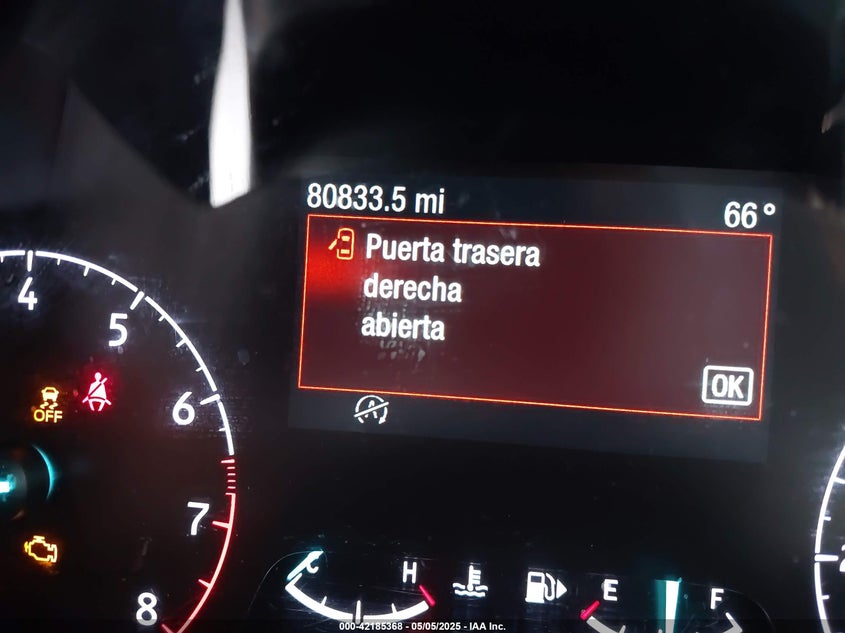 80833.5 mi
66°
Puerta trasera
derecha
abierta
OK
4
5
6
7
8
OFF
C
H
E
F
2
000-42185368 - 05/05/2025 - IAA Inc.